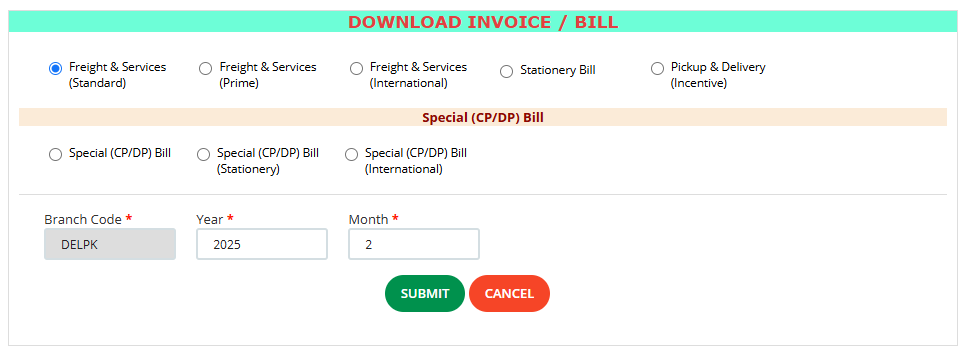 DOWNLOAD INVOICE / BILL
Freight & Services
(Standard)
Freight & Services
(Prime)
Freight & Services
(International)
Stationery Bill
Pickup & Delivery
(Incentive)
Special (CP/DP) Bill
Special (CP/DP) Bill
Special (CP/DP) Bill
(Stationery)
Special (CP/DP) Bill
(International)
Branch Code *
Year *
Month *
DELPK
2025
2
SUBMIT
CANCEL